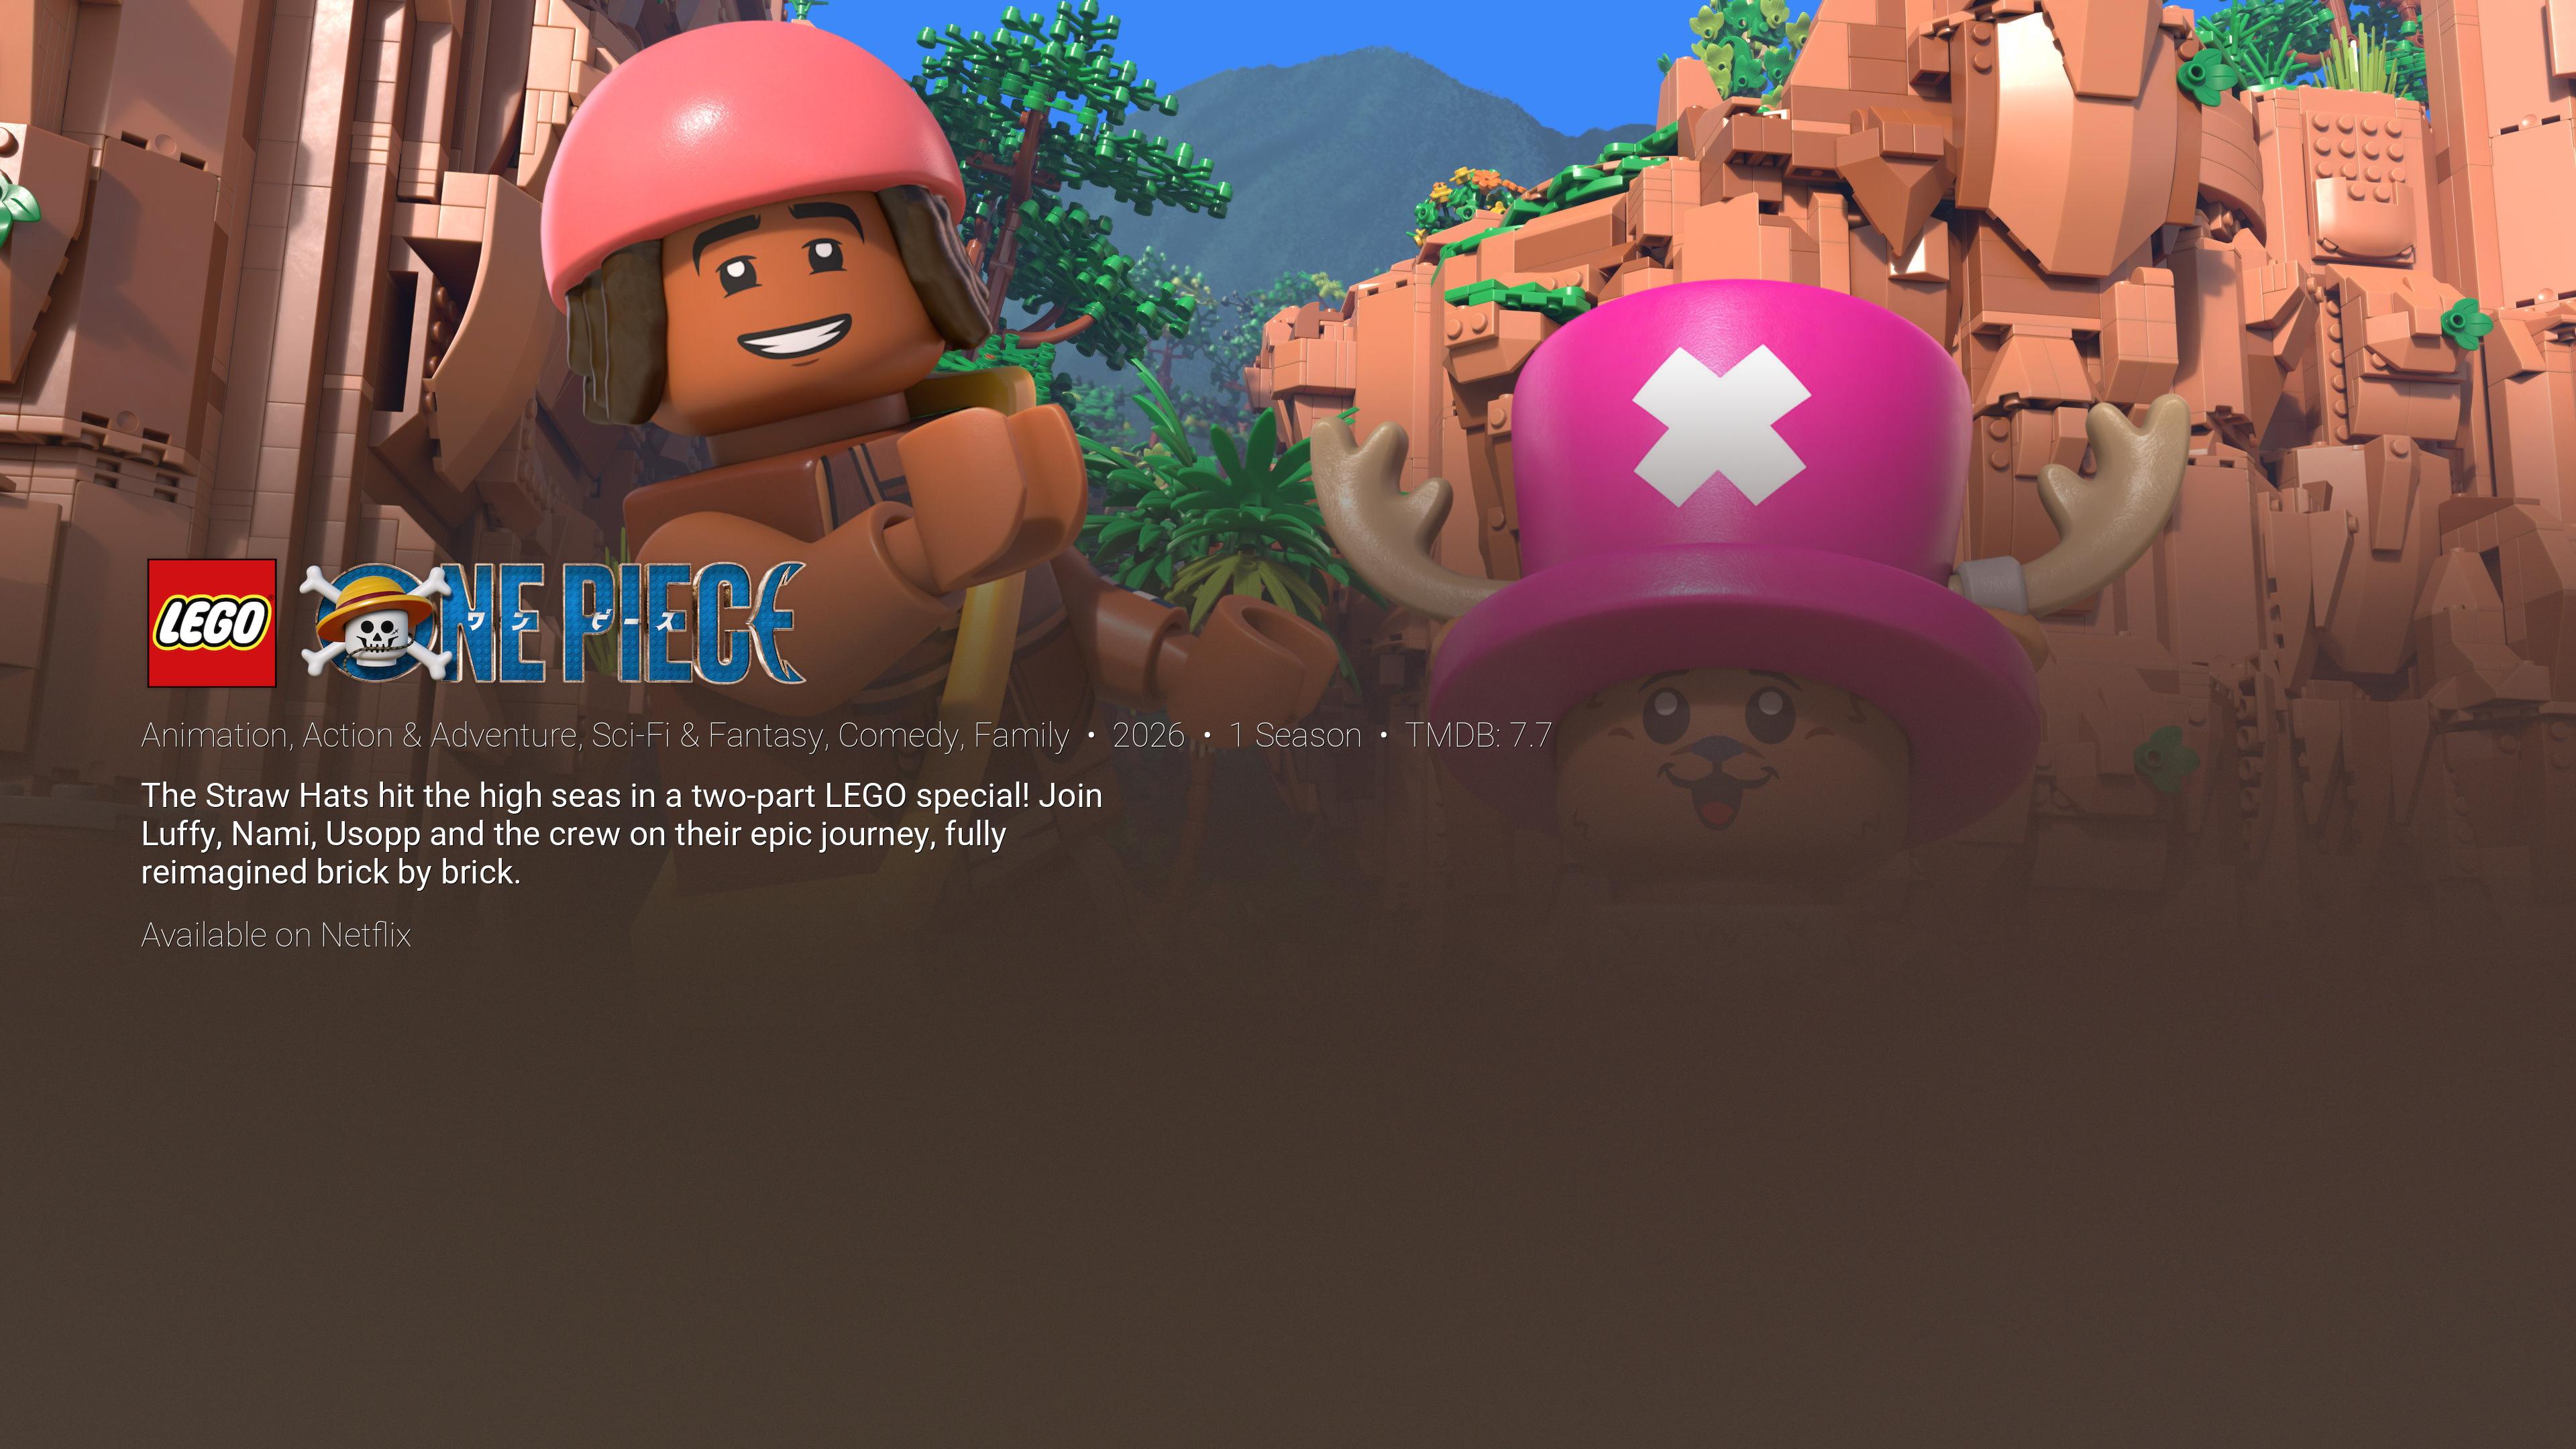 LEGO ONE PIECE
ワンピース
Animation, Action & Adventure, Sci-Fi & Fantasy, Comedy, Family • 2026 • 1 Season • TMDB: 7.7
The Straw Hats hit the high seas in a two-part LEGO special! Join
Luffy, Nami, Usopp and the crew on their epic journey, fully
reimagined brick by brick.
Available on Netflix